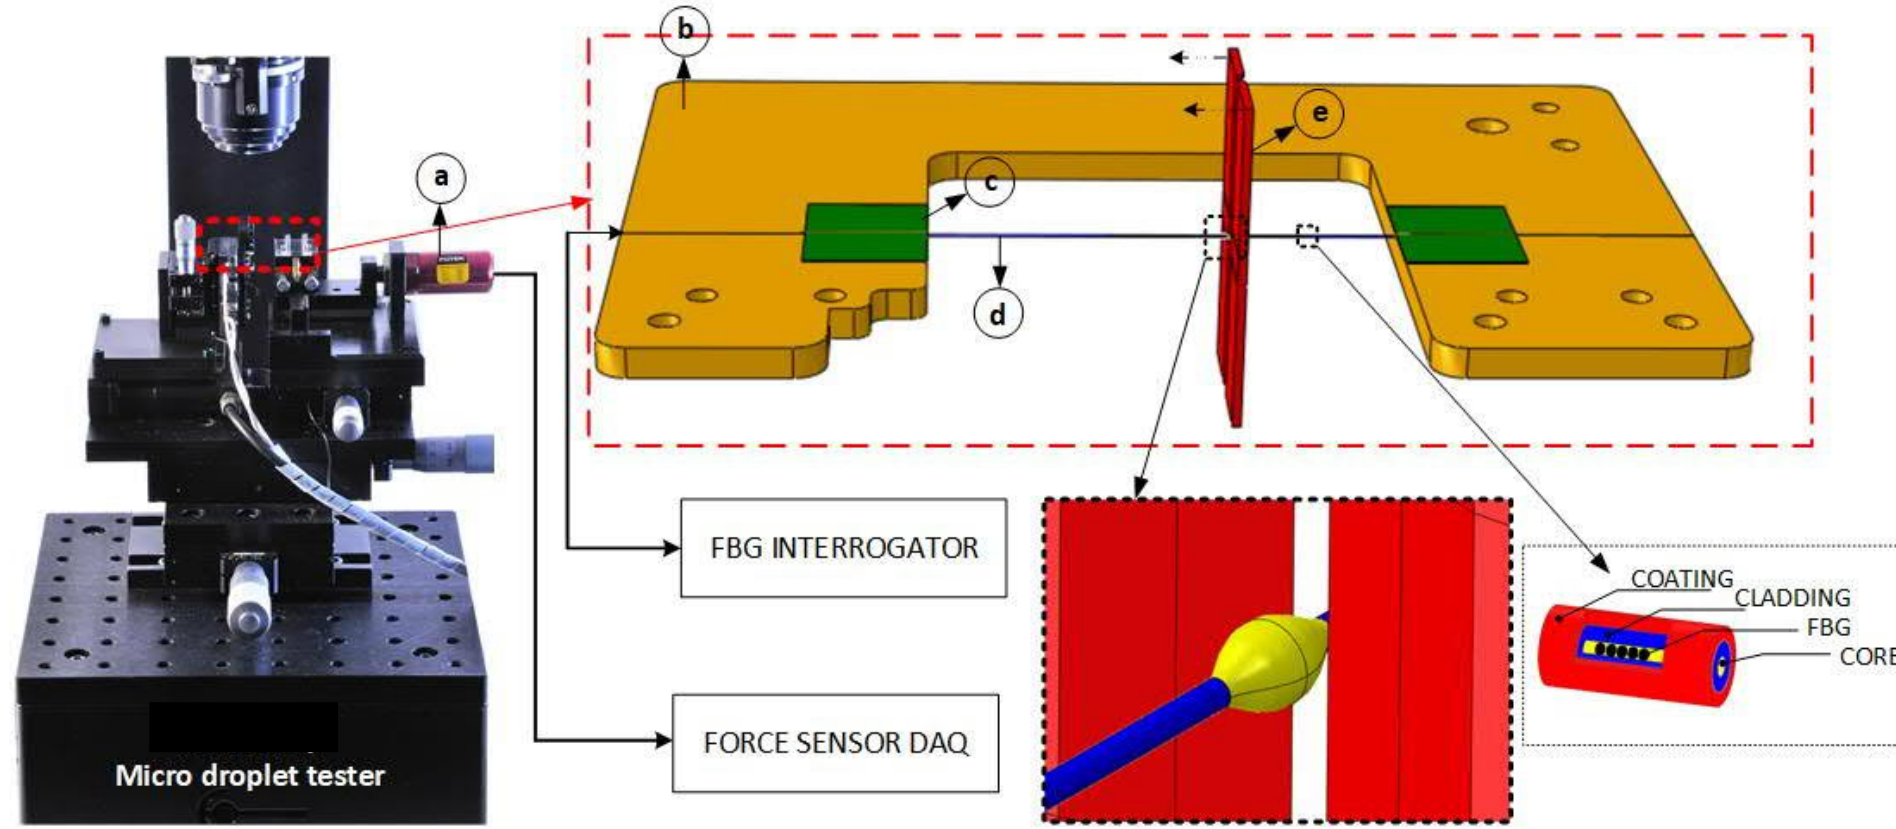 b
a
e
c
d
FBG INTERROGATOR
FORCE SENSOR DAQ
Micro droplet tester
COATING
CLADDING
FBG
CORE